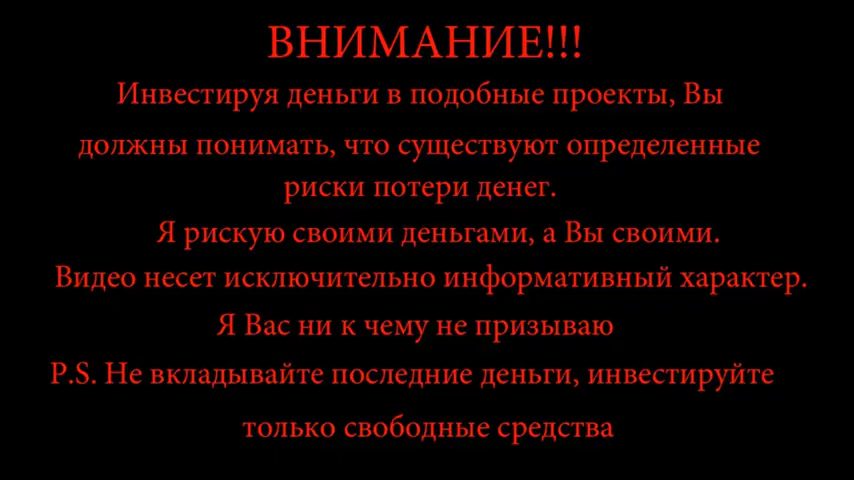 ВНИМАНИЕ!!!
Инвестируя деньги в подобные проекты, Вы
должны понимать, что существуют определенные
риски потери денег.
Я рискую своими деньгами, а Вы своими.
Видео несет исключительно информативный характер.
Я Вас ни к чему не призываю
P.S. Не вкладывайте последние деньги, инвестируйте
только свободные средства